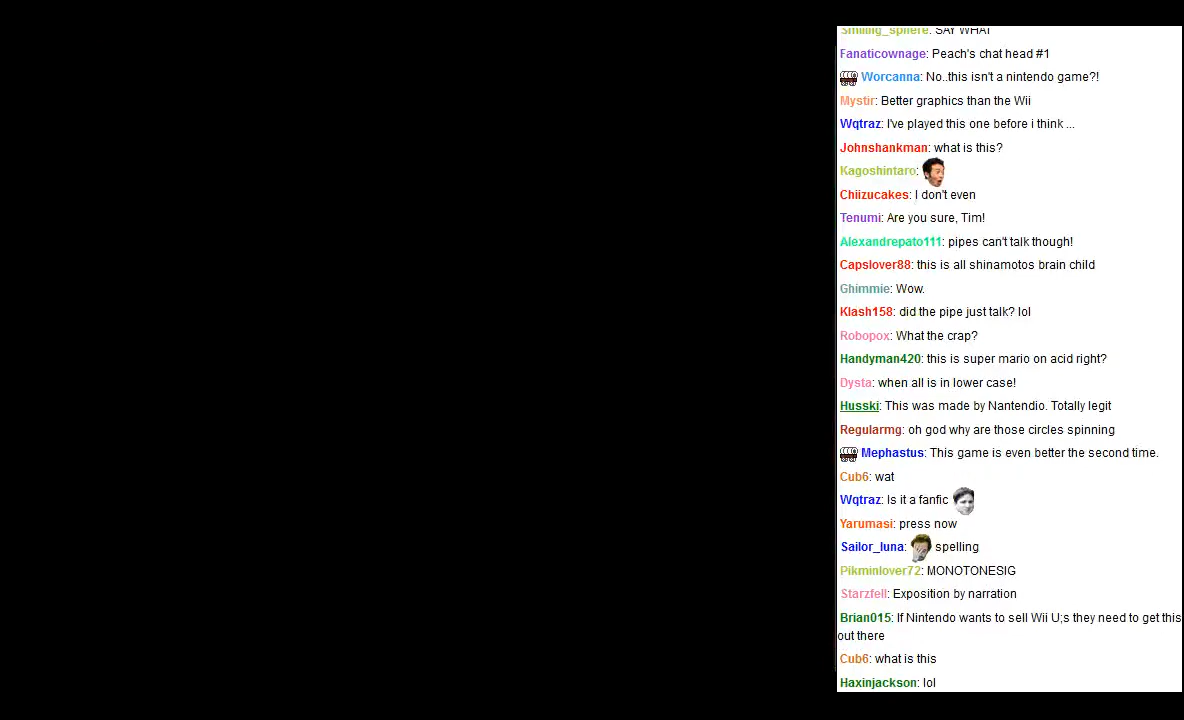 Smiling_sphere: SAY WHAT
Fanaticownage: Peach's chat head #1
Worcanna: No..this isn't a nintendo game?!
Mystir: Better graphics than the Wii
Wqtraz: I've played this one before i think ...
Johnshankman: what is this?
Kagoshintaro:
Chiizucakes: I don't even
Tenumi: Are you sure, Tim!
Alexandrepato111: pipes can't talk though!
Capslover88: this is all shinamotos brain child
Ghimmie: Wow.
Klash158: did the pipe just talk? lol
Robopox: What the crap?
Handyman420: this is super mario on acid right?
Dysta: when all is in lower case!
Husski: This was made by Nantendio. Totally legit
Regularmg: oh god why are those circles spinning
Mephastus: This game is even better the second time.
Cub6: wat
Wqtraz: Is it a fanfic
Yarumasi: press now
Sailor_luna: spelling
Pikminlover72: MONOTONESIG
Starzfell: Exposition by narration
Brian015: If Nintendo wants to sell Wii U;s they need to get this
out there
Cub6: what is this
Haxinjackson: lol